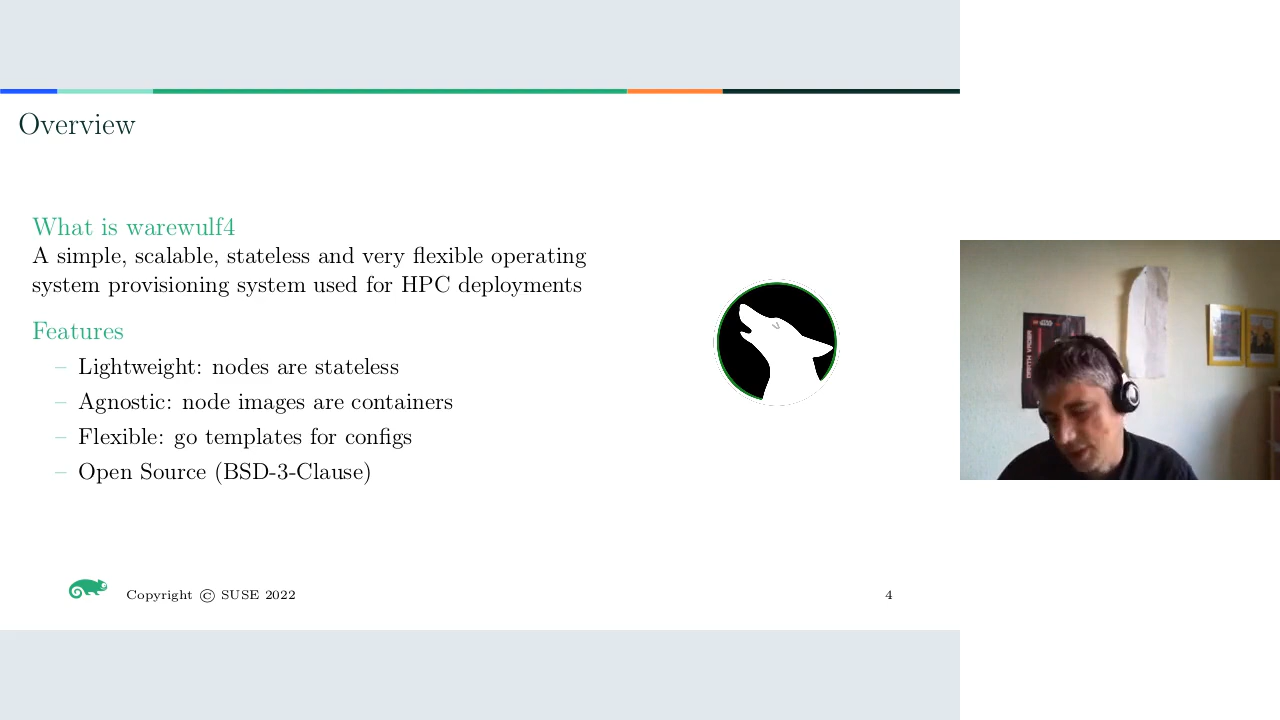 Overview
What is warewulf4
A simple, scalable, stateless and very flexible operating
system provisioning system used for HPC deployments
Features
– Lightweight: nodes are stateless
– Agnostic: node images are containers
– Flexible: go templates for configs
– Open Source (BSD-3-Clause)
Copyright © SUSE 2022
4
DARTH VADER